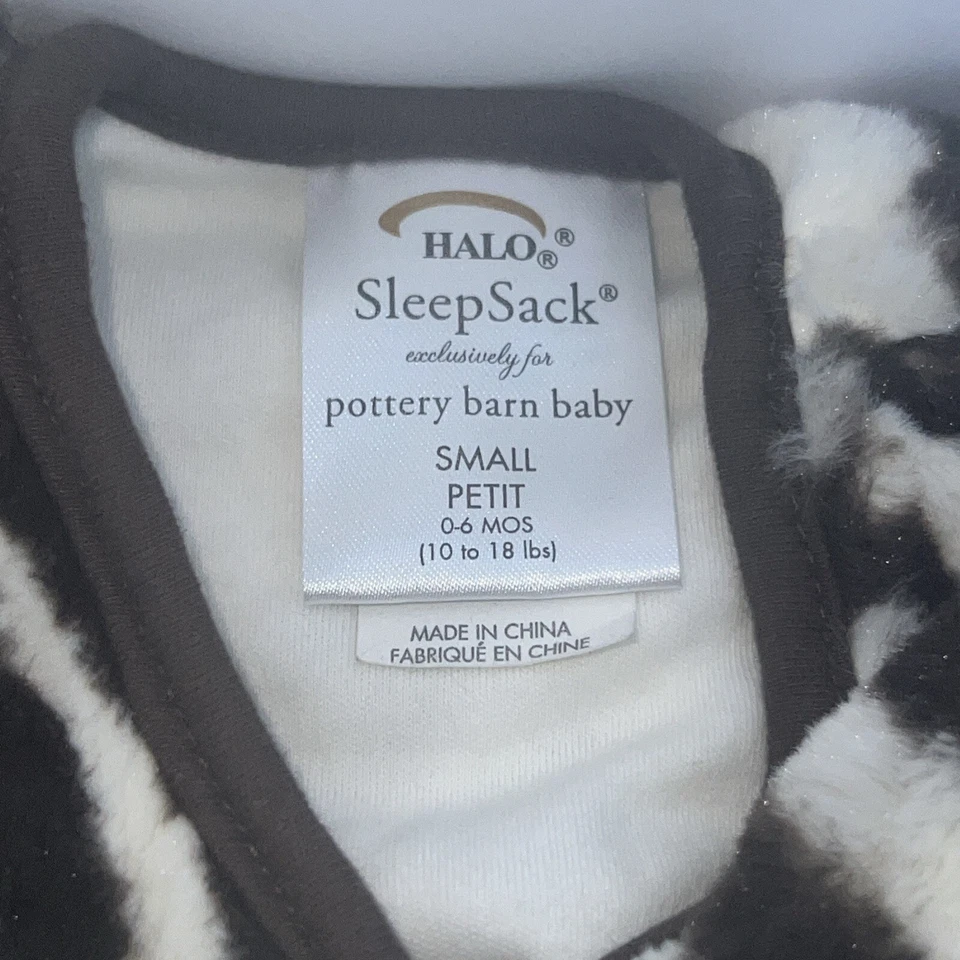 HALO®®
SleepSack®
exclusively for
pottery barn baby
SMALL
PETIT
0-6 MOS
(10 to 18 lbs)
MADE IN CHINA
FABRIQUÉ EN CHINE